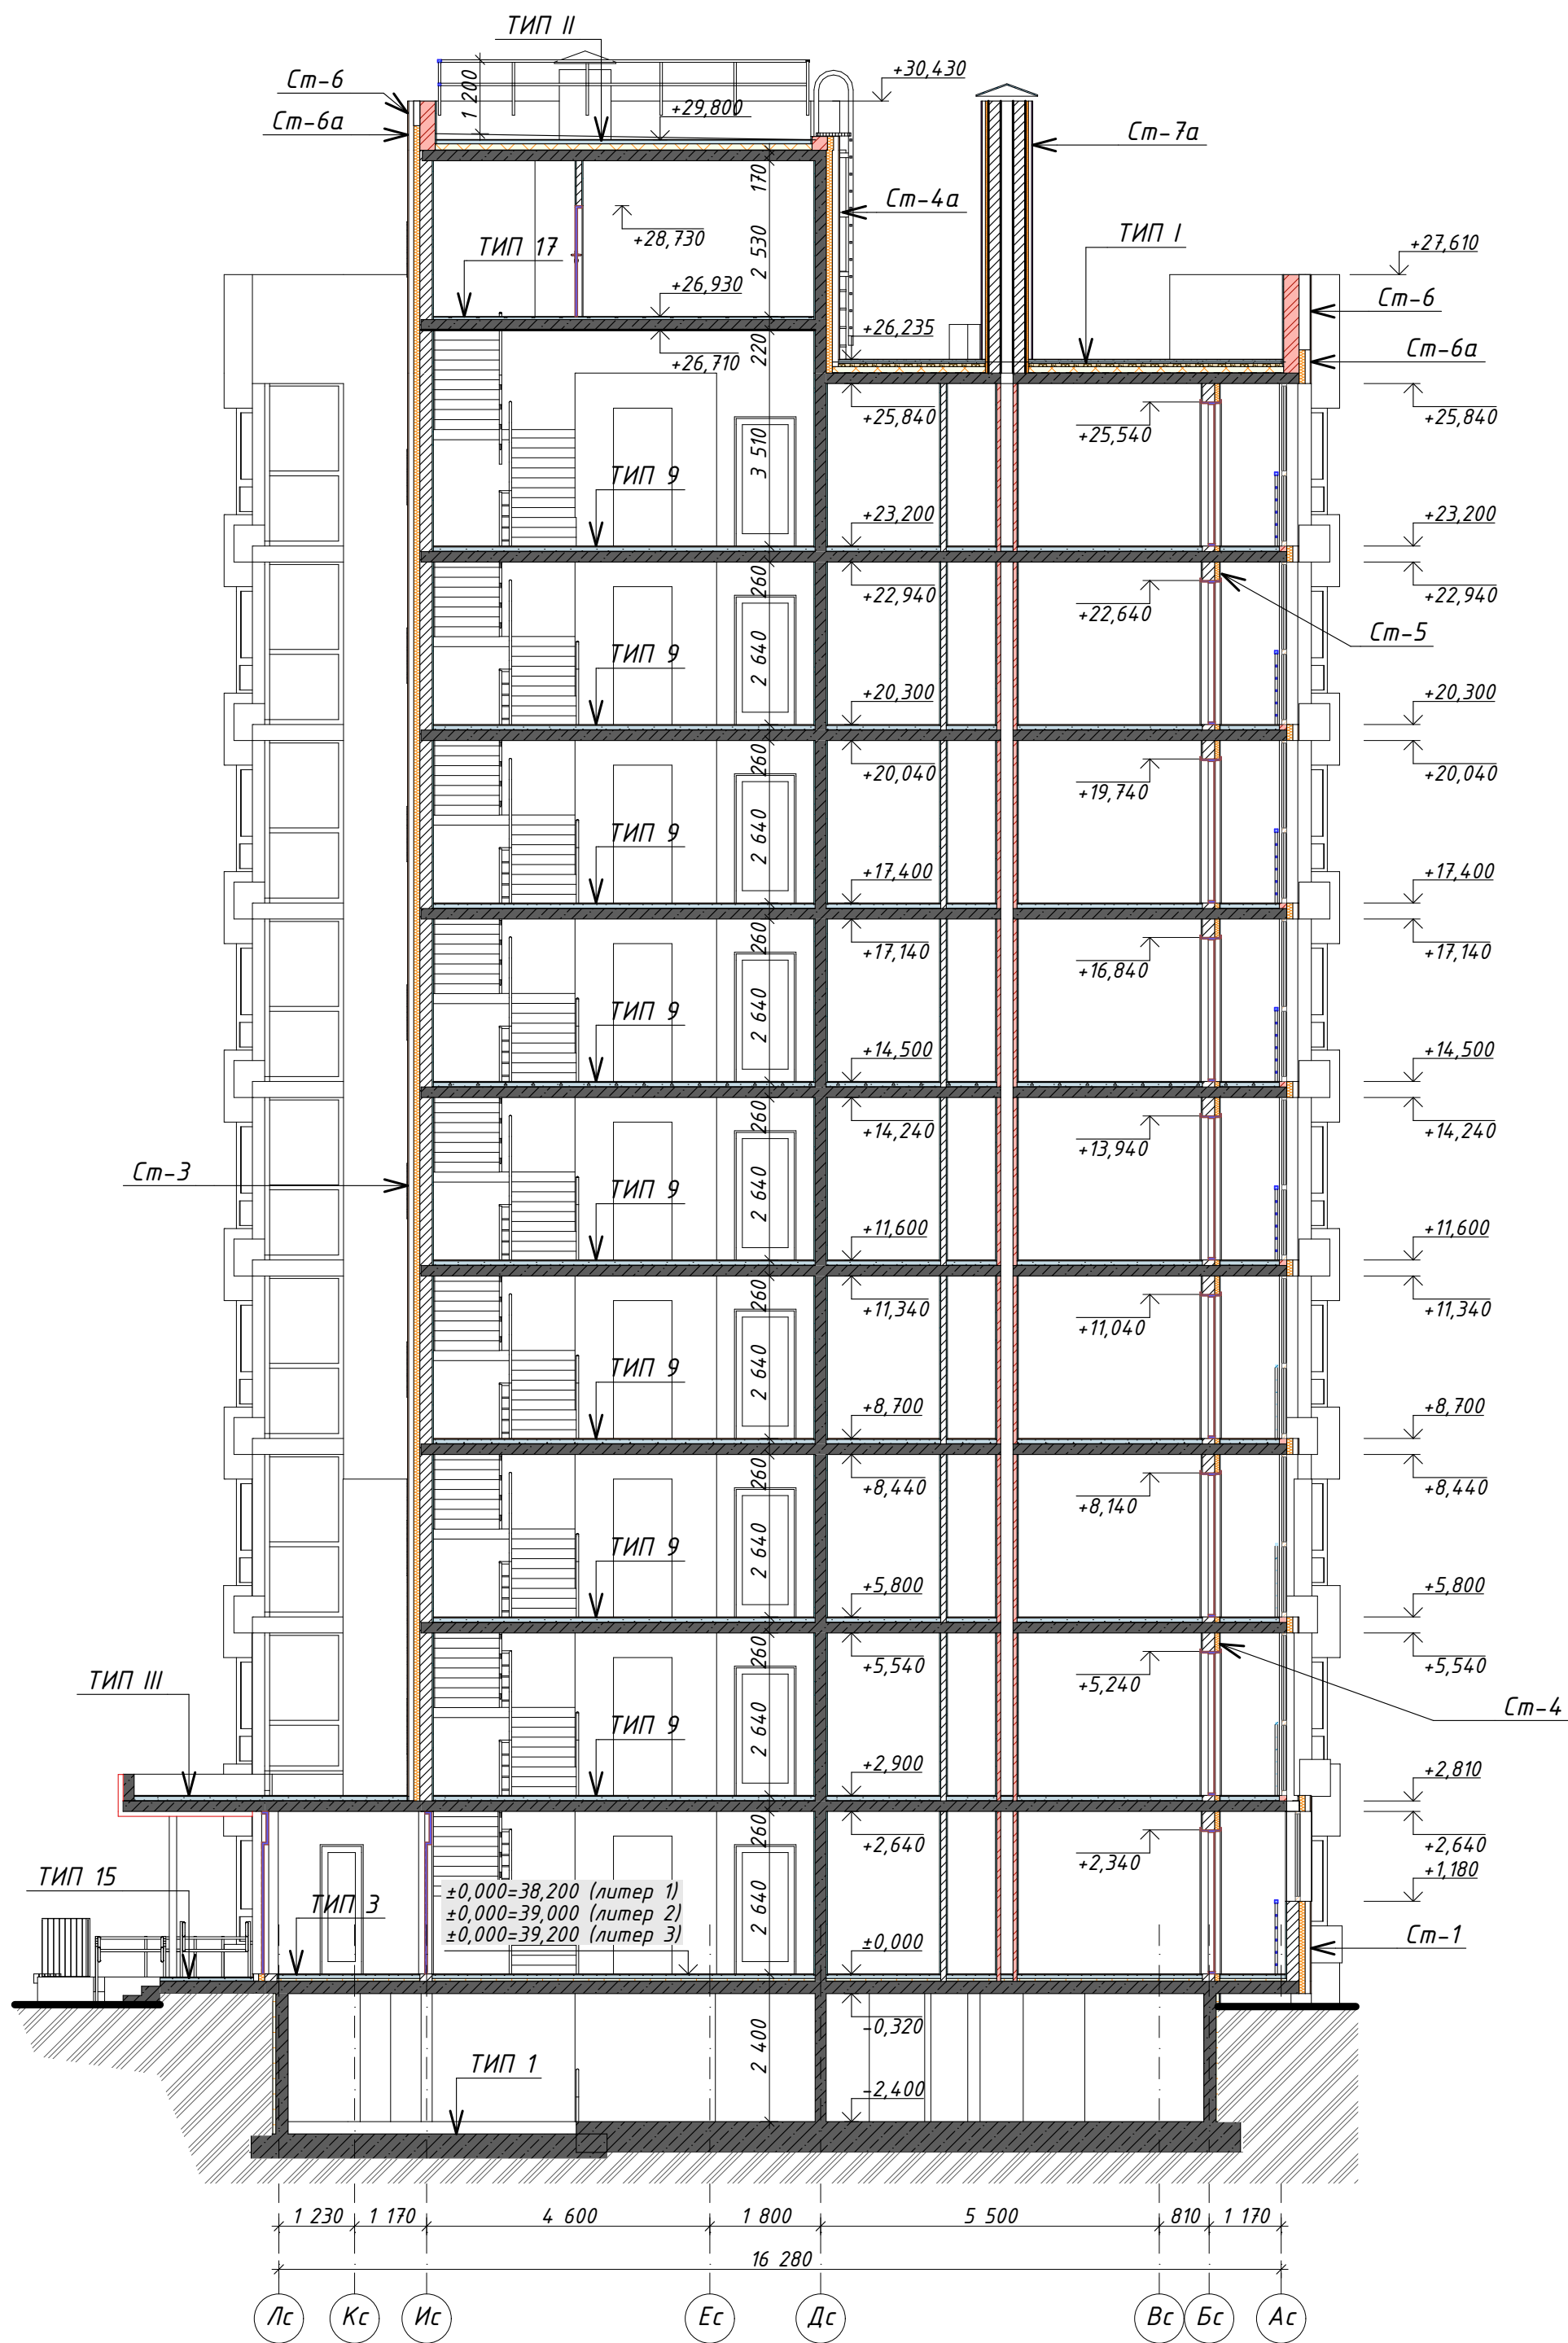 ТИП II
Ст-6
1 200
+30,430
Ст-6а
+29,800
Ст-7а
170
Ст-4а
ТИП 17
+28,730
2 530
ТИП I
+27,610
+26,930
Ст-6
+26,235
220
+26,710
Ст-6а
+25,840
+25,540
+25,840
3 510
ТИП 9
+23,200
+23,200
260
+22,940
+22,640
+22,940
Ст-5
ТИП 9
2 640
+20,300
+20,300
260
+20,040
+19,740
+20,040
ТИП 9
2 640
+17,400
+17,400
260
+17,140
+16,840
+17,140
ТИП 9
2 640
+14,500
+14,500
260
+14,240
+13,940
+14,240
Ст-3
ТИП 9
2 640
+11,600
+11,600
260
+11,340
+11,040
+11,340
ТИП 9
2 640
+8,700
+8,700
260
+8,440
+8,140
+8,440
ТИП 9
2 640
+5,800
+5,800
260
+5,540
+5,240
+5,540
ТИП III
Ст-4
ТИП 9
2 640
+2,900
+2,810
260
+2,640
+2,340
+2,640
ТИП 15
+1,180
ТИП 3
±0,000=38,200 (литер 1)
±0,000=39,000 (литер 2)
±0,000=39,200 (литер 3)
2 640
±0,000
Ст-1
-0,320
2 400
ТИП 1
-2,400
1 230 1 170 4 600 1 800 5 500 810 1 170
16 280
Лс Кс Ис Ес Дс Вс Бс Ас